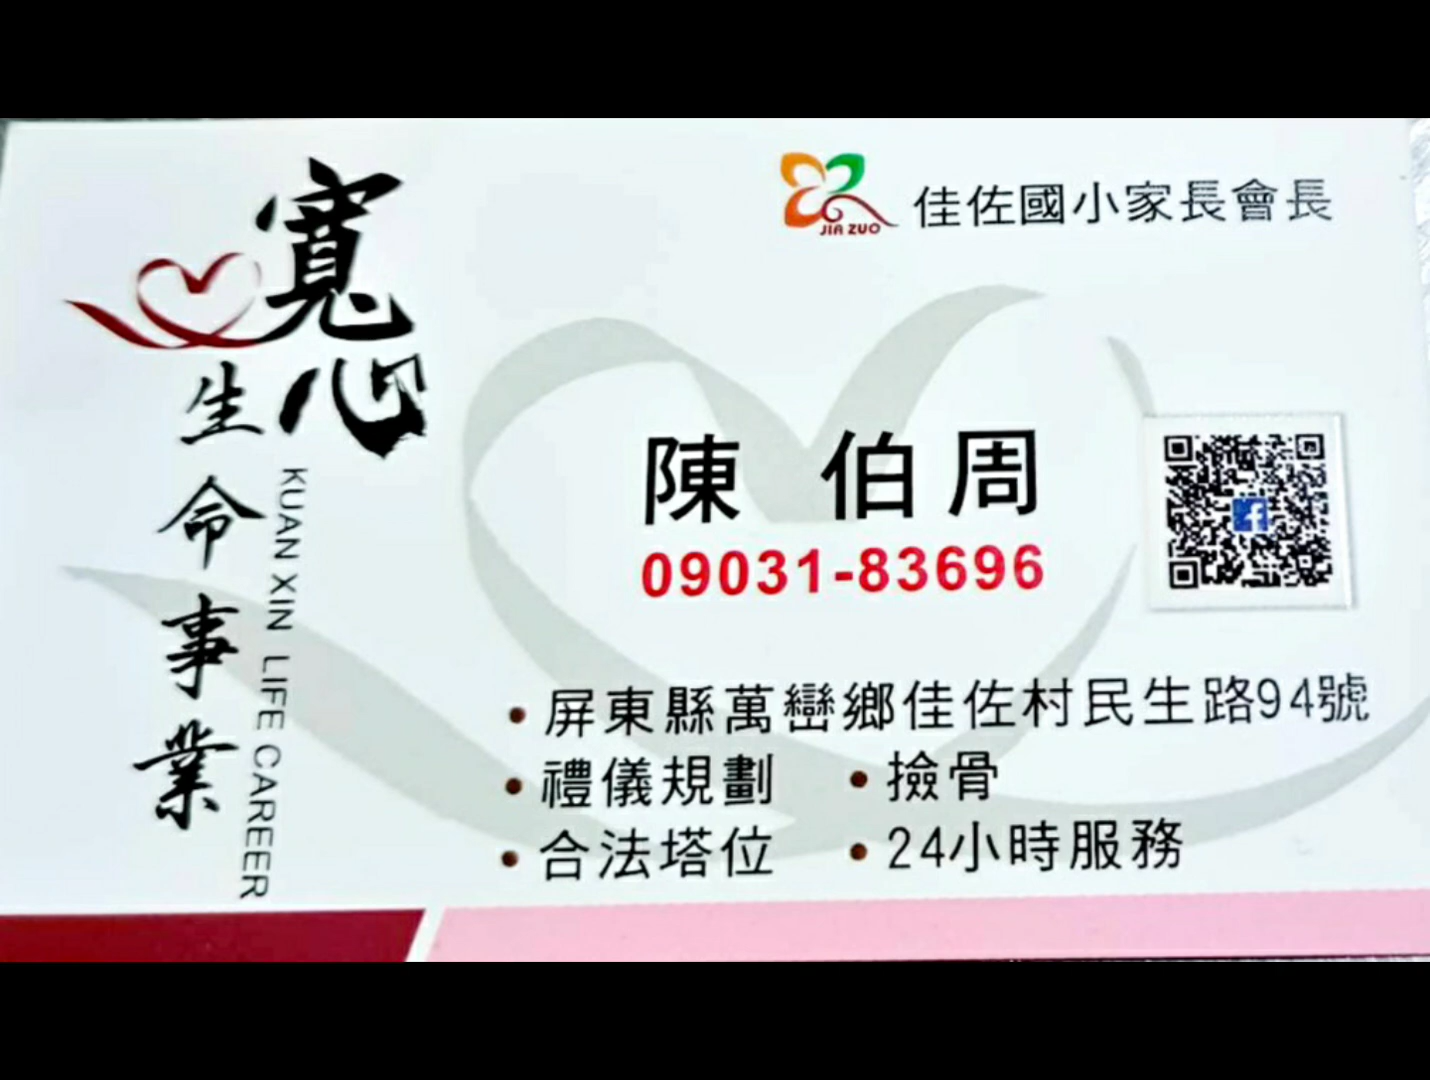 寬心
生命事業
KUAN XIN LIFE CAREER
JIA ZUO
佳佐國小家長會長
陳 伯周
09031-83696
•屏東縣萬巒鄉佳佐村民生路94號
•禮儀規劃 •撿骨
•合法塔位 •24小時服務